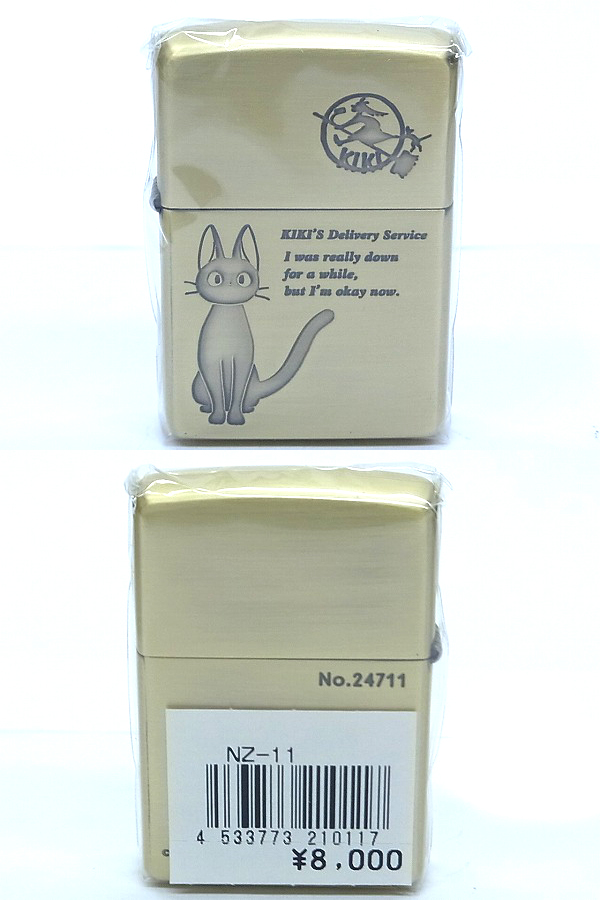 KIKI
KIKI'S Delivery Service
I was really down
for a while,
but I'm okay now.
No.24711
NZ-11
4 533773 210117
¥8,000
©